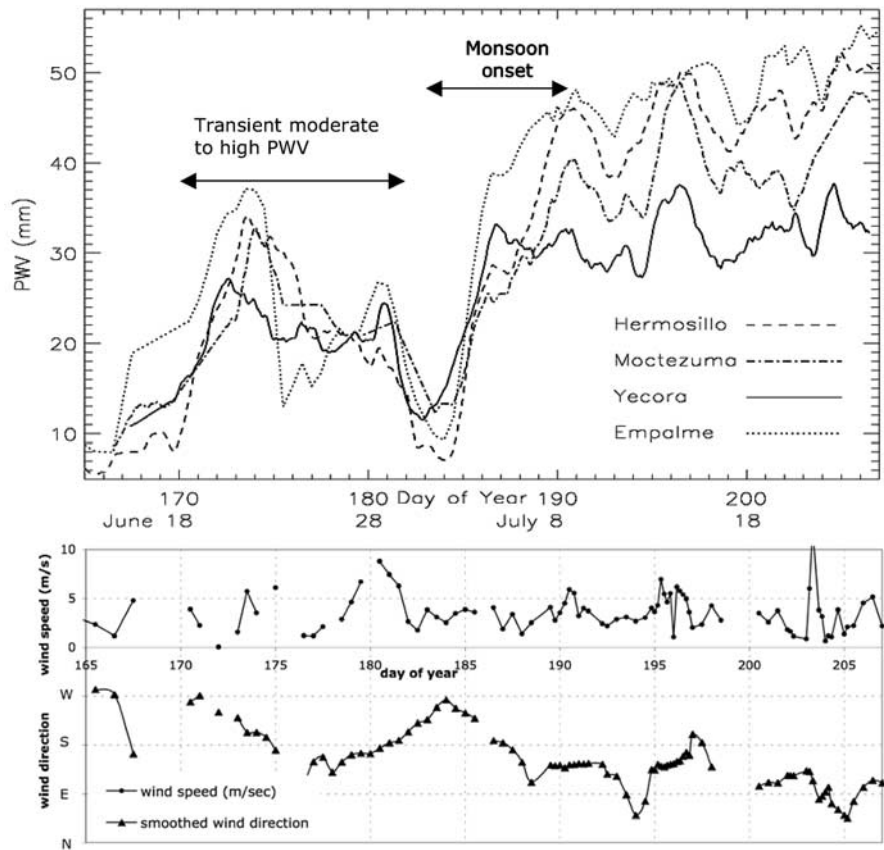 50
40
30
20
10
PWV (mm)
Monsoon
onset
Transient moderate
to high PWV
Hermosillo
Moctezuma
Yecora
Empalme
170
180
Day of Year
190
200
June 18
28
July 8
18
wind speed (m/s)
10
5
0
165
170
175
180
185
190
195
200
205
day of year
wind direction
W
S
E
N
wind speed (m/sec)
smoothed wind direction